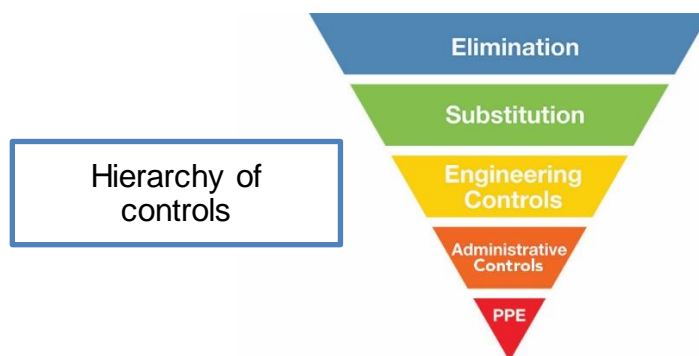 Hierarchy of
controls
Elimination
Substitution
Engineering
Controls
Administrative
Controls
PPE